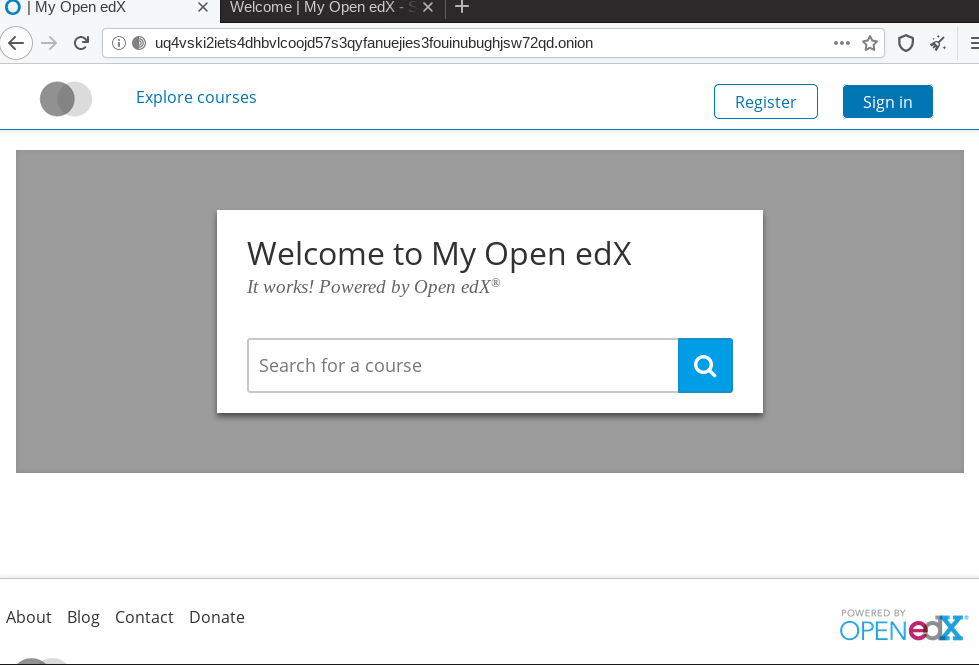 | My Open edX
Welcome | My Open edX - S
uq4vski2iets4dhbvlcoojd57s3qyfanuejies3fouinubughjsw72qd.onion
Explore courses
Register
Sign in
Welcome to My Open edX
It works! Powered by Open edX®
Search for a course
About Blog Contact Donate
POWERED BY
OPENedX®